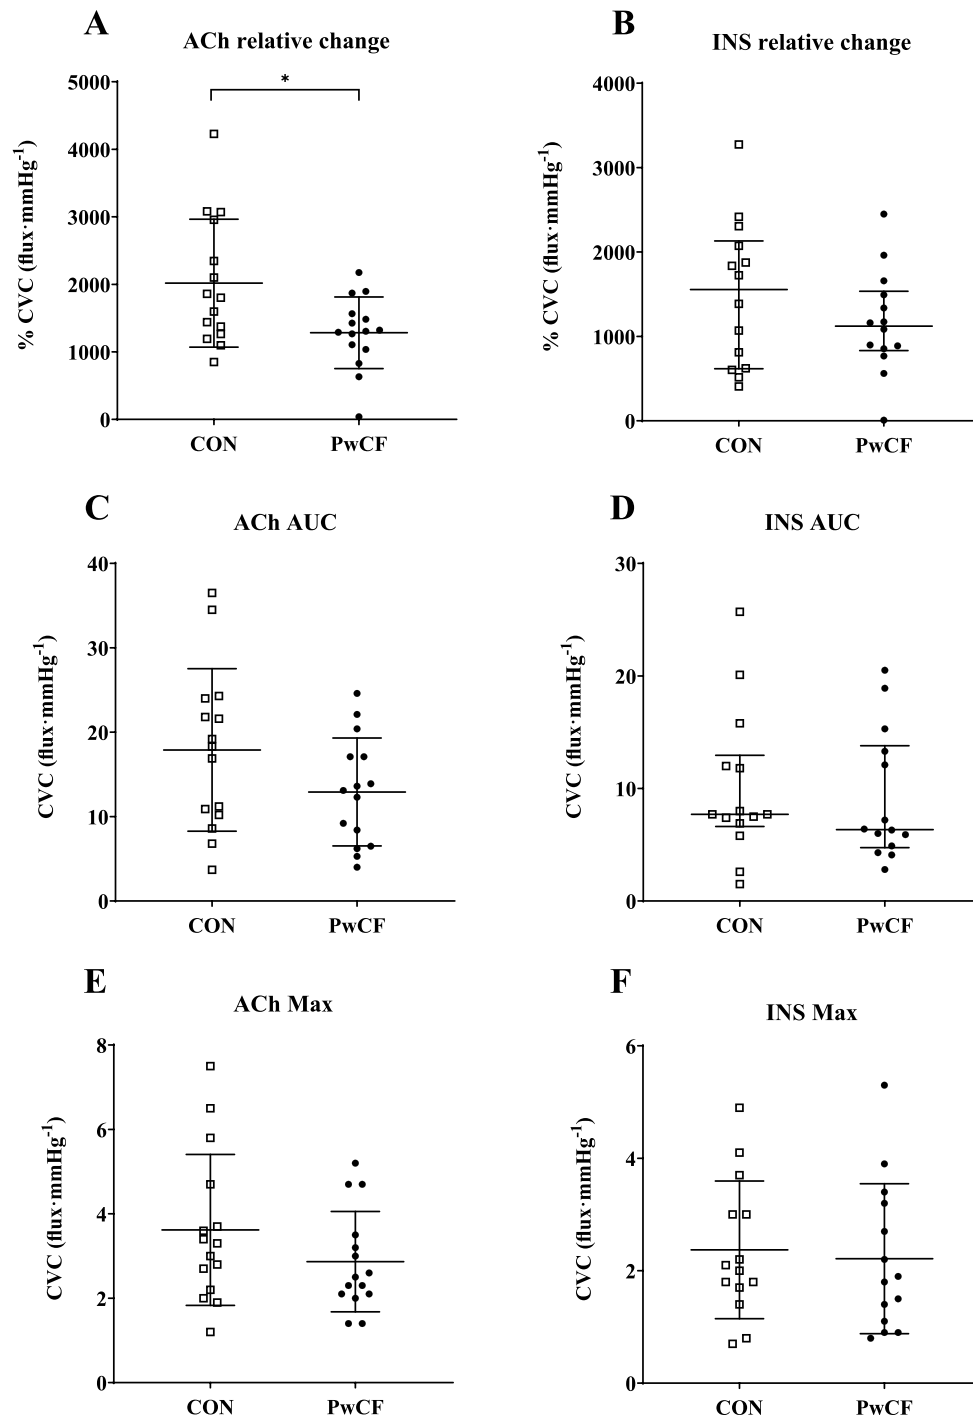 A
ACh relative change
5000
4000
3000
2000
1000
0
% CVC (flux·mmHg⁻¹)
*
CON
PwCF
B
INS relative change
4000
3000
2000
1000
0
% CVC (flux·mmHg⁻¹)
CON
PwCF
C
ACh AUC
40
30
20
10
0
CVC (flux·mmHg⁻¹)
CON
PwCF
D
INS AUC
30
20
10
0
CVC (flux·mmHg⁻¹)
CON
PwCF
E
ACh Max
8
6
4
2
0
CVC (flux·mmHg⁻¹)
CON
PwCF
F
INS Max
6
4
2
0
CVC (flux·mmHg⁻¹)
CON
PwCF